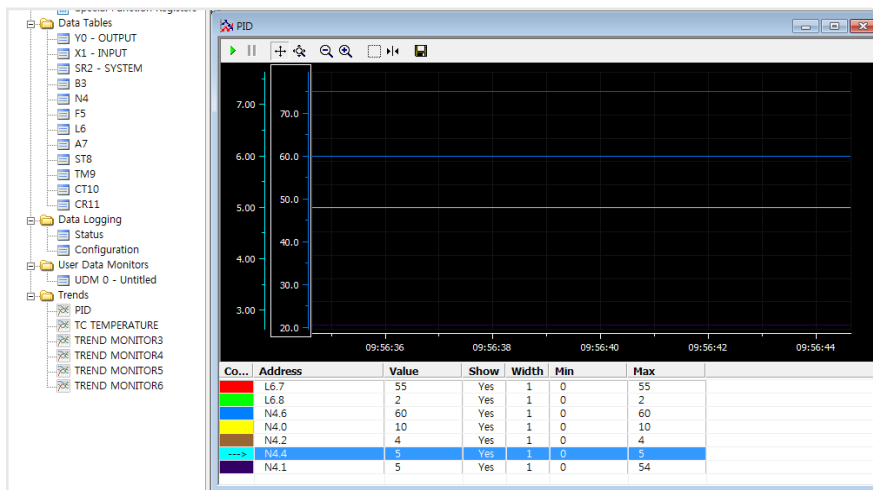 Special Function Registers
Data Tables
Y0 - OUTPUT
X1 - INPUT
SR2 - SYSTEM
B3
N4
F5
L6
A7
ST8
TM9
CT10
CR11
Data Logging
Status
Configuration
User Data Monitors
UDM 0 - Untitled
Trends
PID
TC TEMPERATURE
TREND MONITOR3
TREND MONITOR4
TREND MONITOR5
TREND MONITOR6
PID
7.00
6.00
5.00
4.00
3.00
70.0
60.0
50.0
40.0
30.0
20.0
09:56:36 09:56:38 09:56:40 09:56:42 09:56:44
Co... Address Value Show Width Min Max
L6.7 55 Yes 1 0 55
L6.8 2 Yes 1 0 2
N4.6 60 Yes 1 0 60
N4.0 10 Yes 1 0 10
N4.2 4 Yes 1 0 4
---> N4.4 5 Yes 1 0 5
N4.1 5 Yes 1 0 54